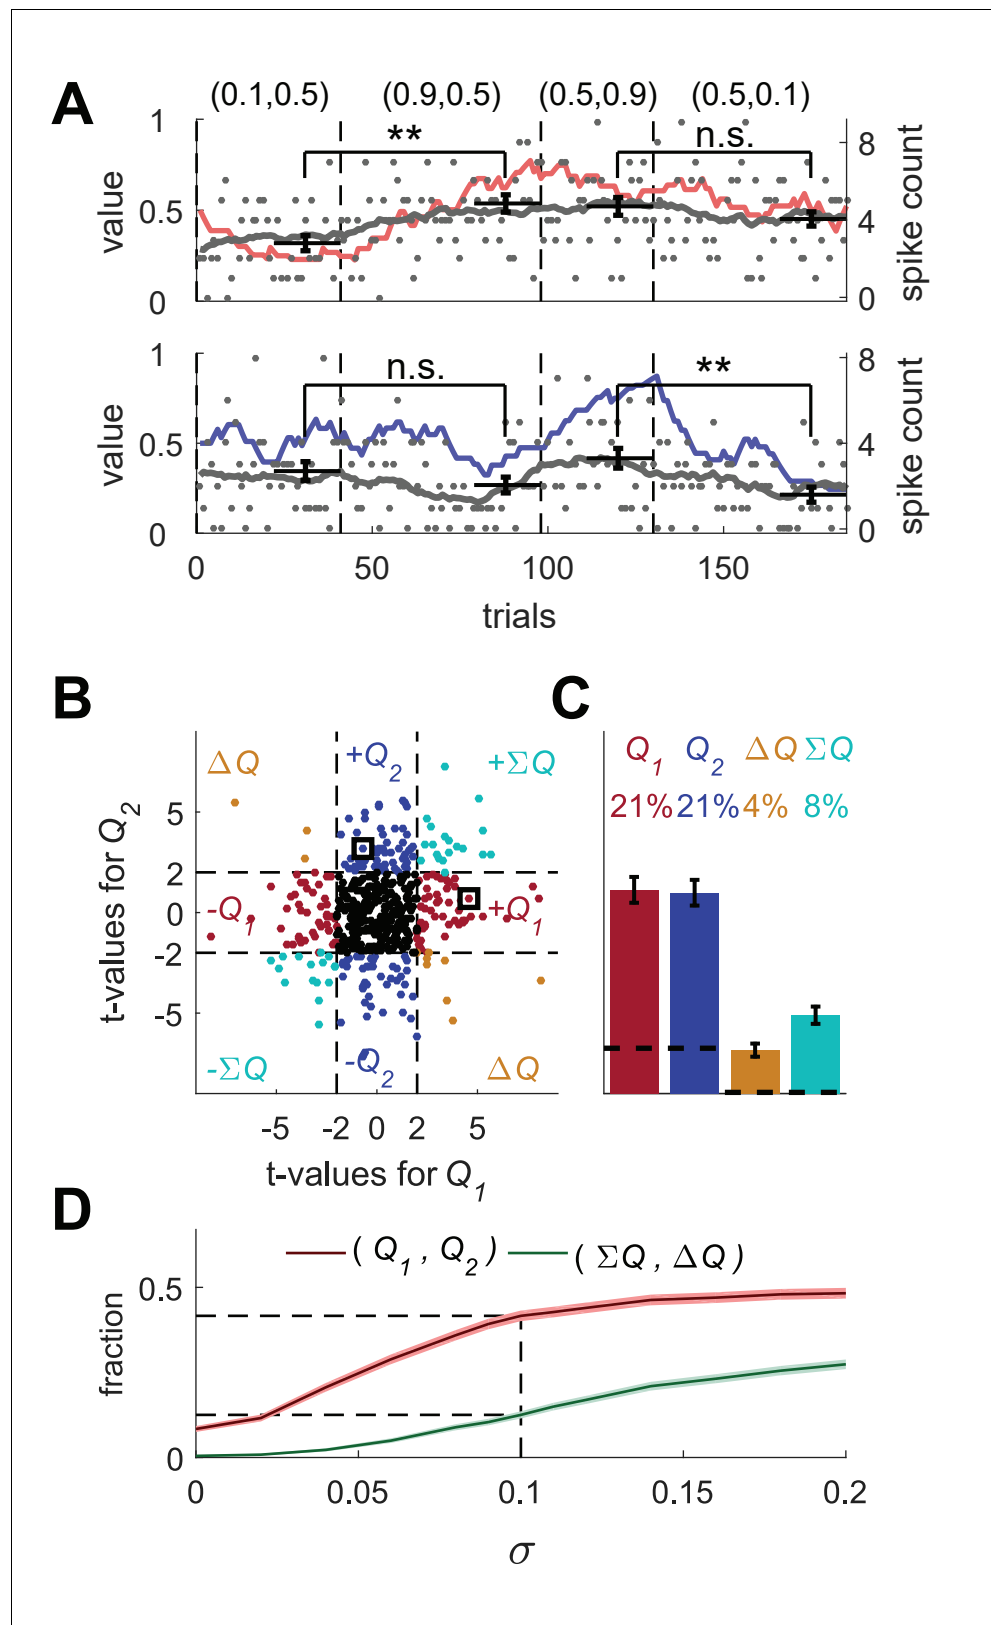 A
(0.1,0.5) (0.9,0.5) (0.5,0.9) (0.5,0.1)
** n.s.
value
1
0.5
0
spike count
8
4
0
n.s. **
value
1
0.5
0
spike count
8
4
0
0 50 100 150
trials
B
ΔQ +Q2 +ΣQ
-Q1 +Q1
-ΣQ -Q2 ΔQ
t-values for Q2
5
2
0
-2
-5
-5 -2 0 2 5
t-values for Q1
C
Q1 Q2 ΔQ ΣQ
21% 21% 4% 8%
D
(Q1, Q2) (ΣQ, ΔQ)
fraction
0.5
0
0 0.05 0.1 0.15 0.2
σ